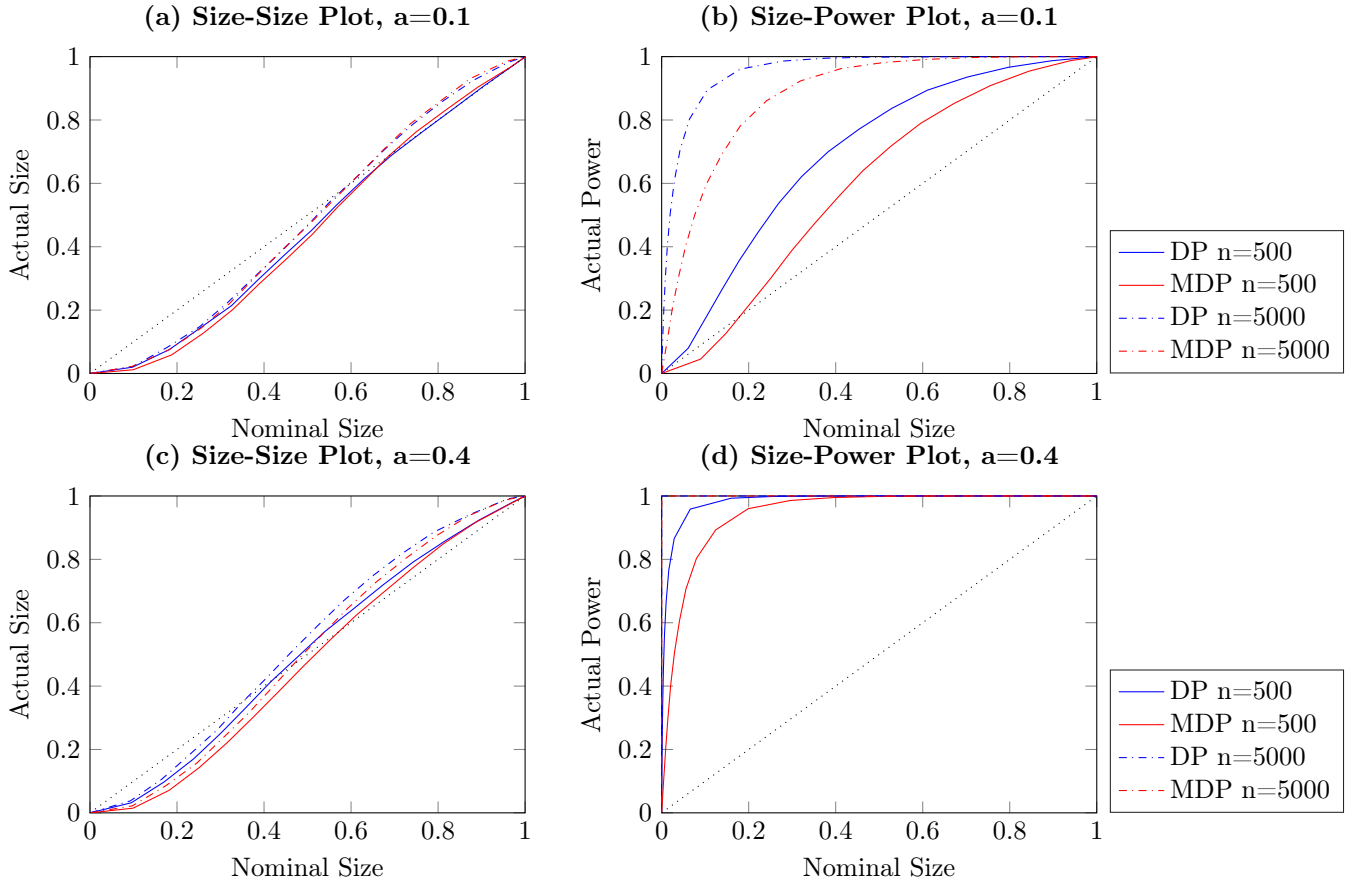 (a) Size-Size Plot, a=0.1
1
0.8
0.6
0.4
0.2
0
0 0.2 0.4 0.6 0.8 1
Actual Size
Nominal Size
(b) Size-Power Plot, a=0.1
1
0.8
0.6
0.4
0.2
0
0 0.2 0.4 0.6 0.8 1
Actual Power
Nominal Size
DP n=500
MDP n=500
DP n=5000
MDP n=5000
(c) Size-Size Plot, a=0.4
1
0.8
0.6
0.4
0.2
0
0 0.2 0.4 0.6 0.8 1
Actual Size
Nominal Size
(d) Size-Power Plot, a=0.4
1
0.8
0.6
0.4
0.2
0
0 0.2 0.4 0.6 0.8 1
Actual Power
Nominal Size
DP n=500
MDP n=500
DP n=5000
MDP n=5000